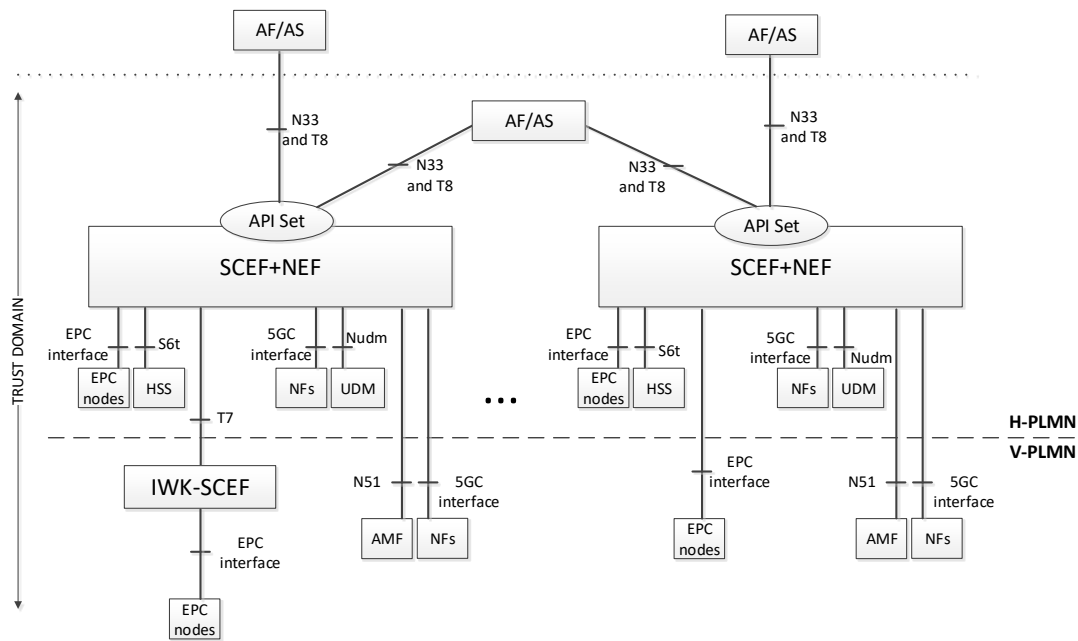 AF/AS
AF/AS
N33
and T8
AF/AS
N33
and T8
N33
and T8
N33
and T8
API Set
API Set
SCEF+NEF
SCEF+NEF
TRUST DOMAIN
EPC
interface
S6t
5GC
interface
Nudm
EPC
interface
S6t
5GC
interface
Nudm
EPC
nodes
HSS
NFs
UDM
...
EPC
nodes
HSS
NFs
UDM
T7
H-PLMN
V-PLMN
IWK-SCEF
N51
5GC
interface
EPC
interface
N51
5GC
interface
AMF
NFs
EPC
nodes
AMF
NFs
EPC
interface
EPC
nodes